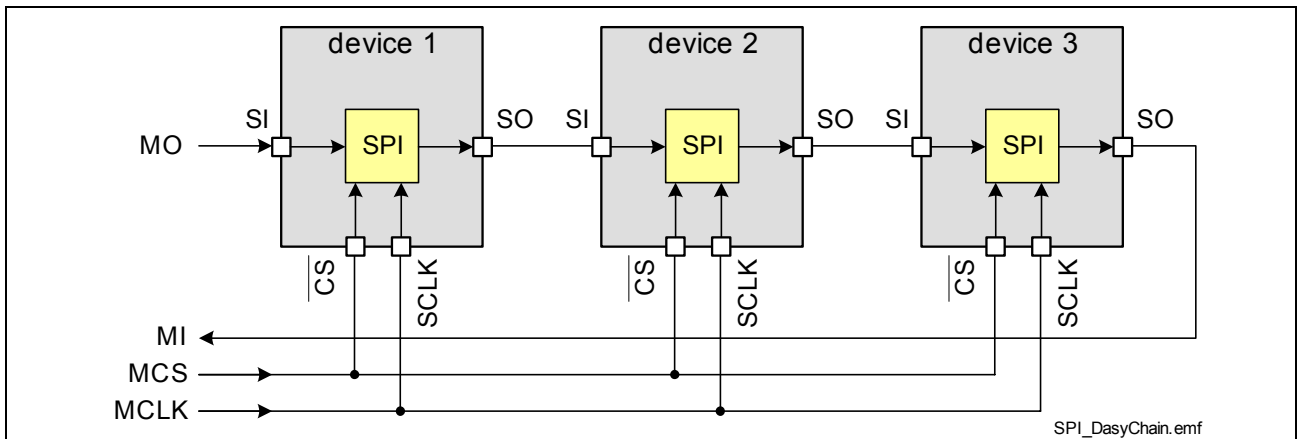 device 1
device 2
device 3
SI
SO
SI
SO
SI
SO
MO
SPI
SPI
SPI
CS
SCLK
CS
SCLK
CS
SCLK
MI
MCS
MCLK
SPI_DasyChain.emf